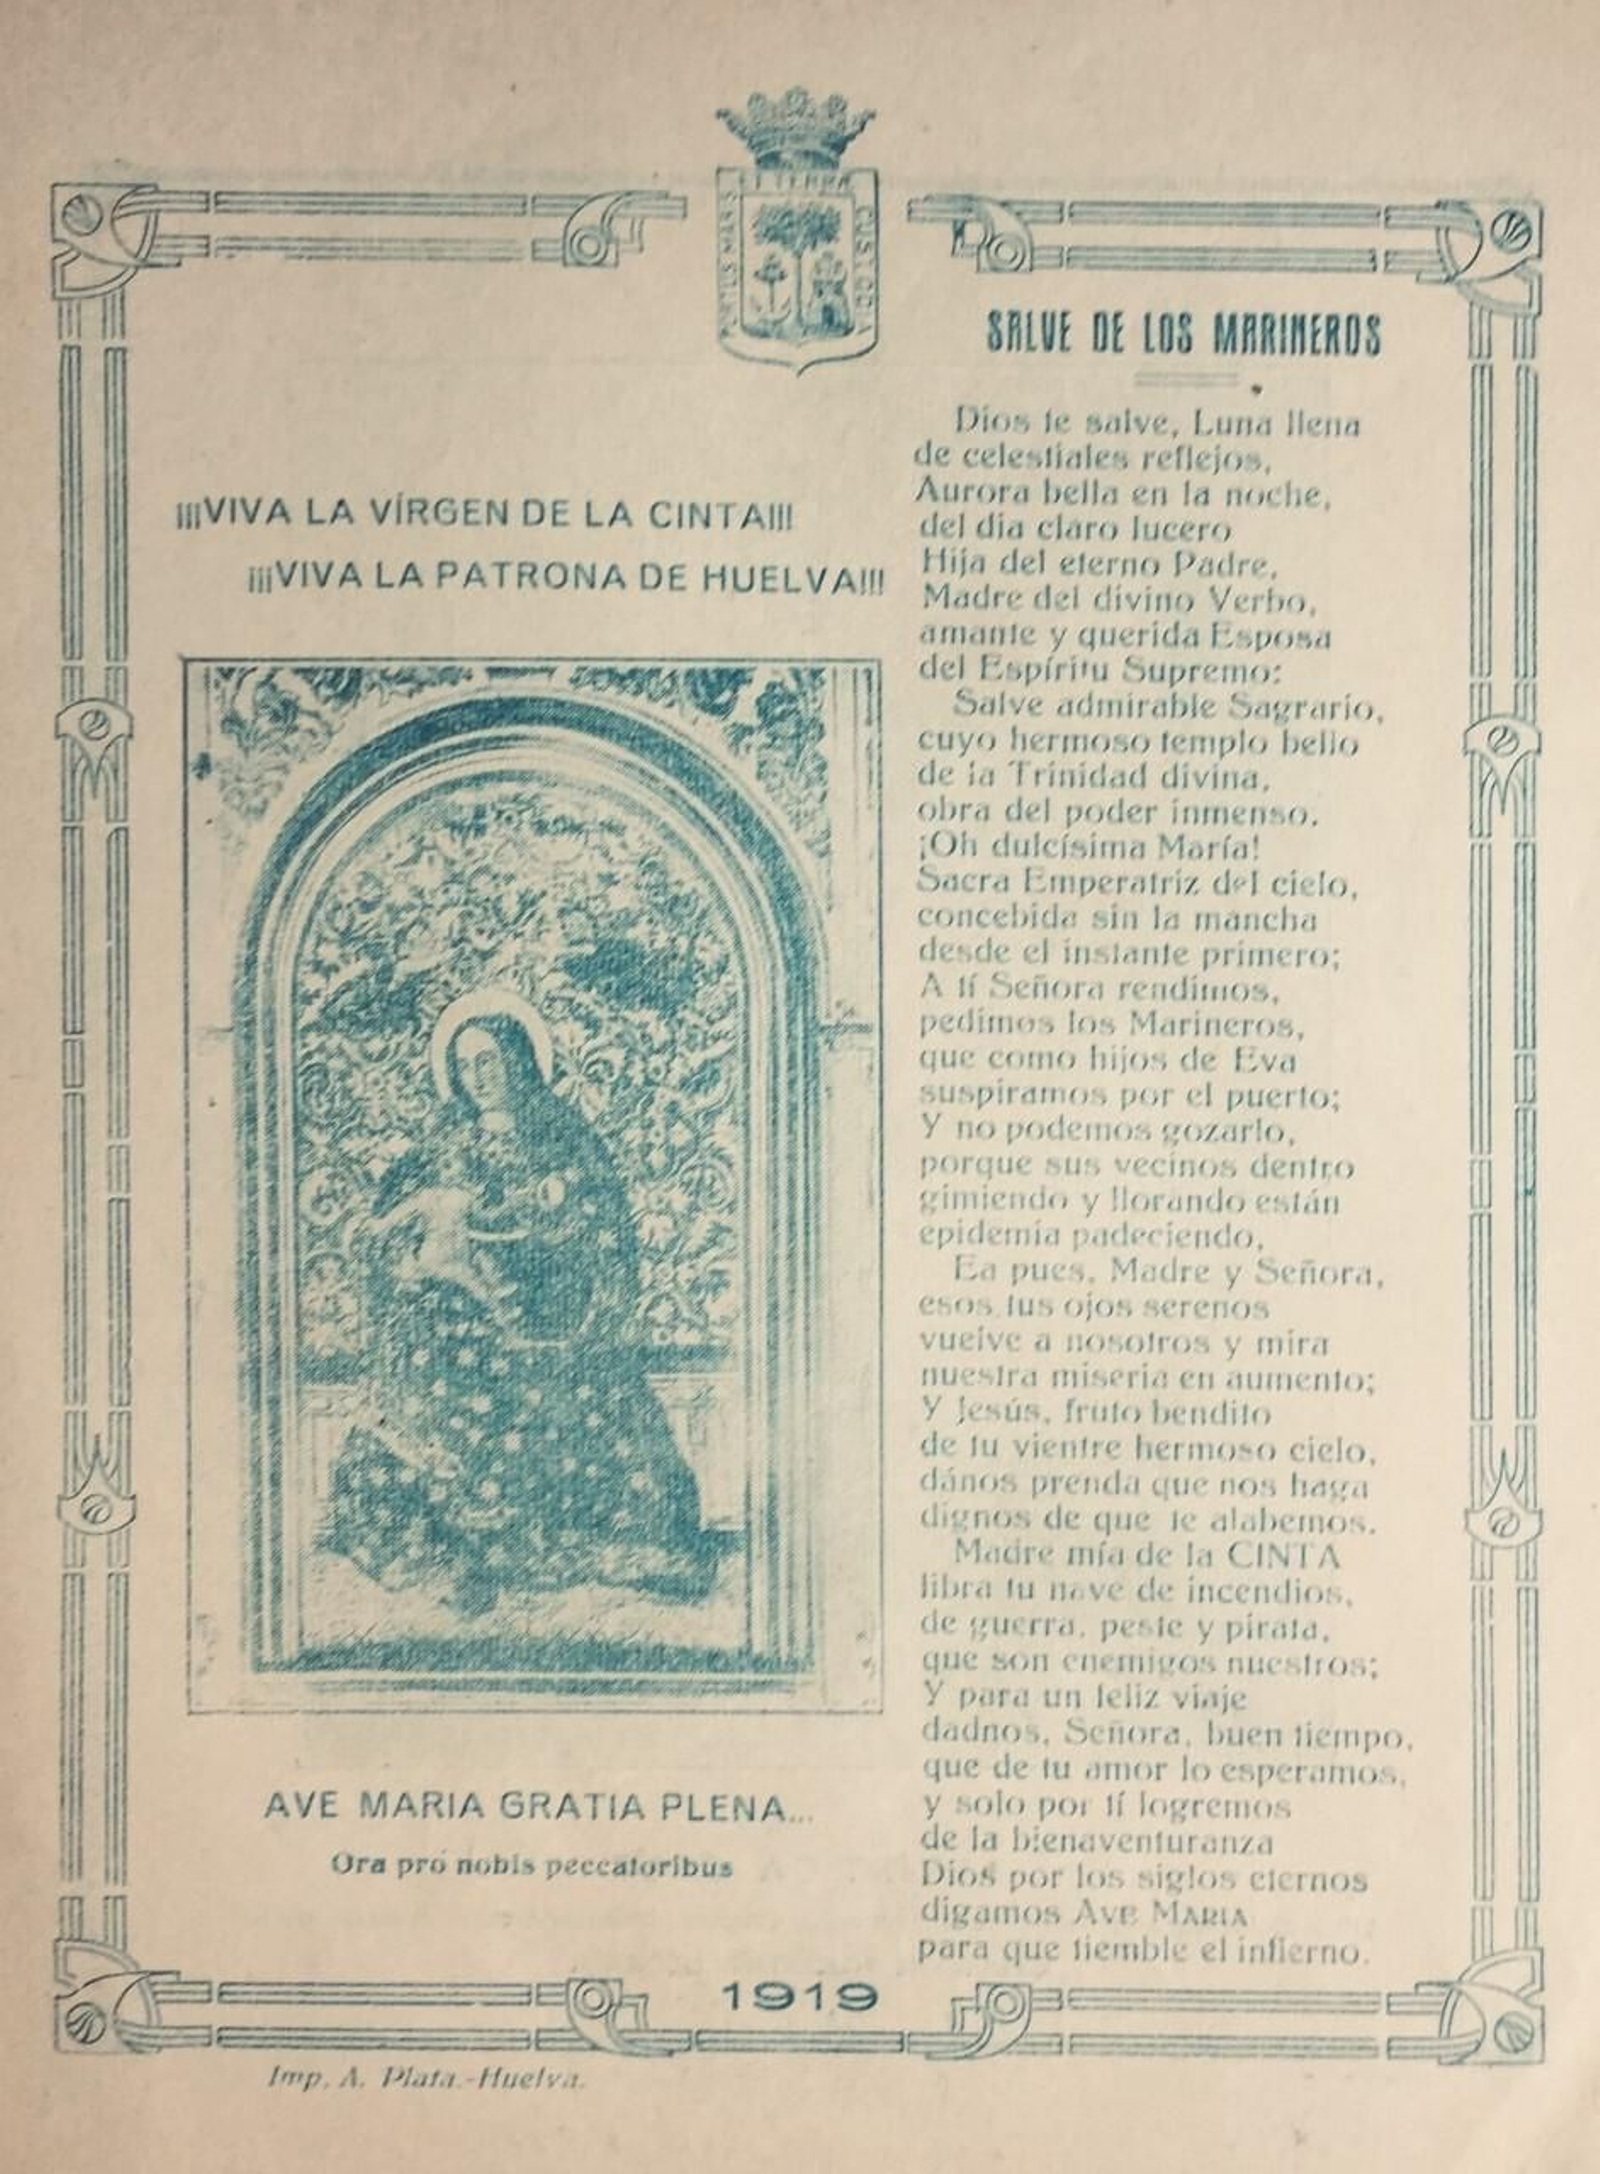 ¡¡¡VIVA LA VÍRGEN DE LA CINTA!!!
¡¡¡VIVA LA PATRONA DE HUELVA!!!
AVE MARIA GRATIA PLENA...
Ora pro nobis peccatoribus
SALVE DE LOS MARINEROS
Dios te salve, Luna llena
de celestiales reflejos,
Aurora bella en la noche,
del dia claro lucero
Hija del eterno Padre,
Madre del divino Verbo,
amante y querida Esposa
del Espíritu Supremo:
Salve admirable Sagrario,
cuyo hermoso templo bello
de la Trinidad divina,
obra del poder inmenso.
¡Oh dulcísima María!
Sacra Emperatriz del cielo,
concebida sin la mancha
desde el instante primero;
A tí Señora rendimos,
pedimos los Marineros,
que como hijos de Eva
suspiramos por el puerto;
Y no podemos gozarlo,
porque sus vecinos dentro
gimiendo y llorando están
epidemia padeciendo,
Ea pues, Madre y Señora,
esos tus ojos serenos
vuelve a nosotros y mira
nuestra miseria en aumento;
Y Jesús, fruto bendito
de tu vientre hermoso cielo,
dános prenda que nos haga
dignos de que te alabemos.
Madre mía de la CINTA
libra tu nave de incendios,
de guerra, peste y pirata,
que son enemigos nuestros;
Y para un feliz viaje
dadnos, Señora, buen tiempo,
que de tu amor lo esperamos,
y solo por tí logremos
de la bienaventuranza
Dios por los siglos eternos
digamos AVE MARIA
para que tiemble el infierno.
1919
Imp. A. Plata.-Huelva.